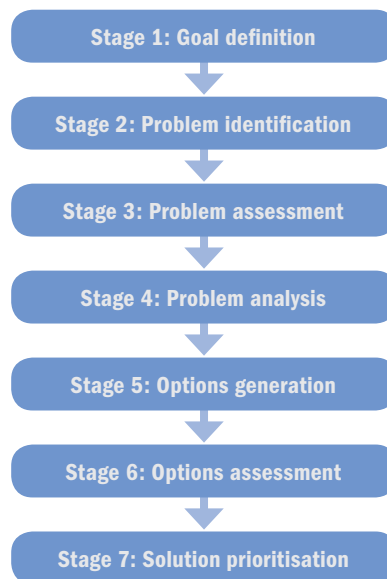 Stage 1: Goal definition
Stage 2: Problem identification
Stage 3: Problem assessment
Stage 4: Problem analysis
Stage 5: Options generation
Stage 6: Options assessment
Stage 7: Solution prioritisation